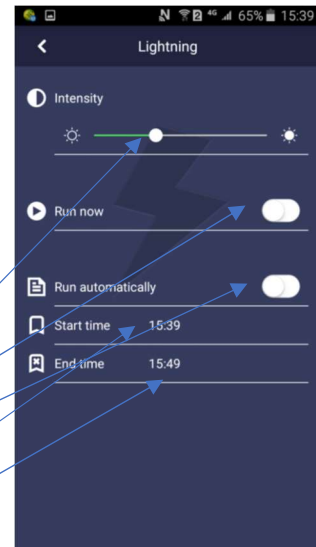 4G 65% 15:39
Lightning
Intensity
Run now
Run automatically
Start time 15:39
End time 15:49